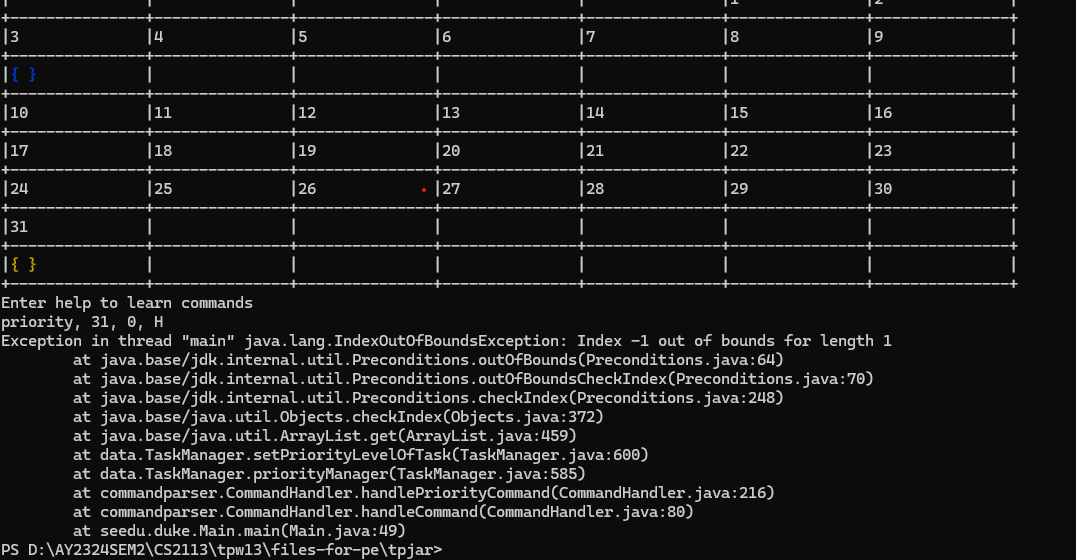 1 2
|3 |4 |5 |6 |7 |8 |9 |
|{ } | | | | | | |
|10 |11 |12 |13 |14 |15 |16 |
|17 |18 |19 |20 |21 |22 |23 |
|24 |25 |26 |27 |28 |29 |30 |
|31 | | | | | | |
|{ } | | | | | | |
Enter help to learn commands
priority, 31, 0, H
Exception in thread "main" java.lang.IndexOutOfBoundsException: Index -1 out of bounds for length 1
at java.base/jdk.internal.util.Preconditions.outOfBounds(Preconditions.java:64)
at java.base/jdk.internal.util.Preconditions.outOfBoundsCheckIndex(Preconditions.java:70)
at java.base/jdk.internal.util.Preconditions.checkIndex(Preconditions.java:248)
at java.base/java.util.Objects.checkIndex(Objects.java:372)
at java.base/java.util.ArrayList.get(ArrayList.java:459)
at data.TaskManager.setPriorityLevelOfTask(TaskManager.java:600)
at data.TaskManager.priorityManager(TaskManager.java:585)
at commandparser.CommandHandler.handlePriorityCommand(CommandHandler.java:216)
at commandparser.CommandHandler.handleCommand(CommandHandler.java:80)
at seedu.duke.Main.main(Main.java:49)
PS D:\AY2324SEM2\CS2113\tpw13\files-for-pe\tpjar>